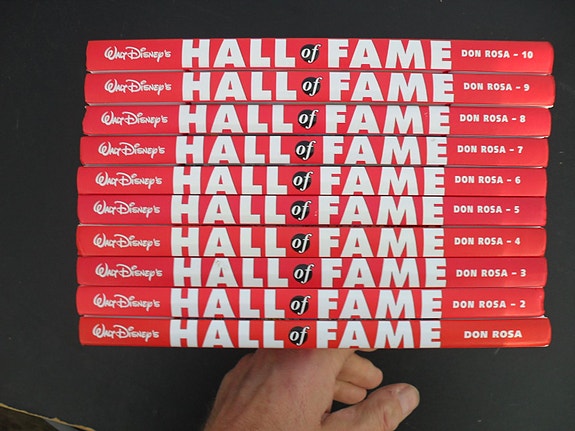 Walt Disney's HALL of FAME DON ROSA – 10
Walt Disney's HALL of FAME DON ROSA – 9
Walt Disney's HALL of FAME DON ROSA – 8
Walt Disney's HALL of FAME DON ROSA – 7
Walt Disney's HALL of FAME DON ROSA – 6
Walt Disney's HALL of FAME DON ROSA – 5
Walt Disney's HALL of FAME DON ROSA – 4
Walt Disney's HALL of FAME DON ROSA – 3
Walt Disney's HALL of FAME DON ROSA – 2
Walt Disney's HALL of FAME DON ROSA